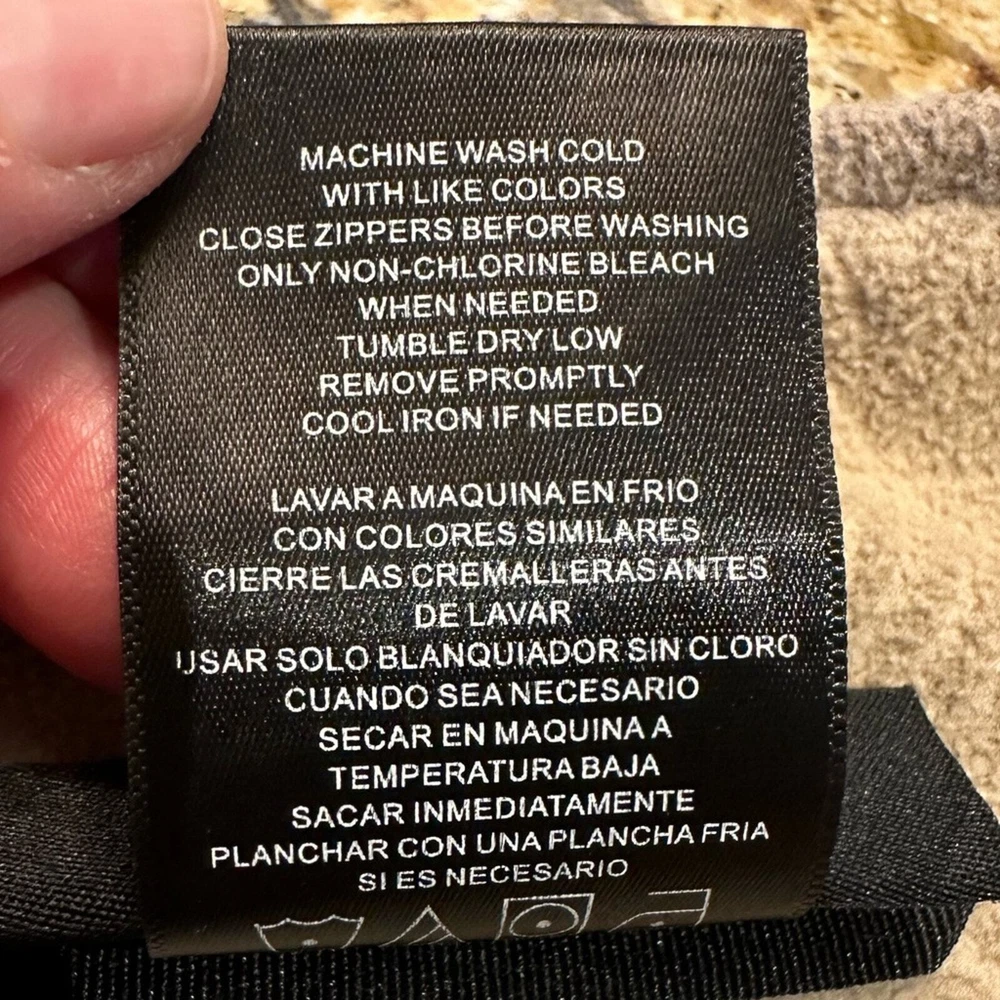 MACHINE WASH COLD
WITH LIKE COLORS
CLOSE ZIPPERS BEFORE WASHING
ONLY NON-CHLORINE BLEACH
WHEN NEEDED
TUMBLE DRY LOW
REMOVE PROMPTLY
COOL IRON IF NEEDED
LAVAR A MAQUINA EN FRIO
CON COLORES SIMILARES
CIERRE LAS CREMALLERAS ANTES
DE LAVAR
USAR SOLO BLANQUIADOR SIN CLORO
CUANDO SEA NECESARIO
SECAR EN MAQUINA A
TEMPERATURA BAJA
SACAR INMEDIATAMENTE
PLANCHAR CON UNA PLANCHA FRIA
SI ES NECESARIO